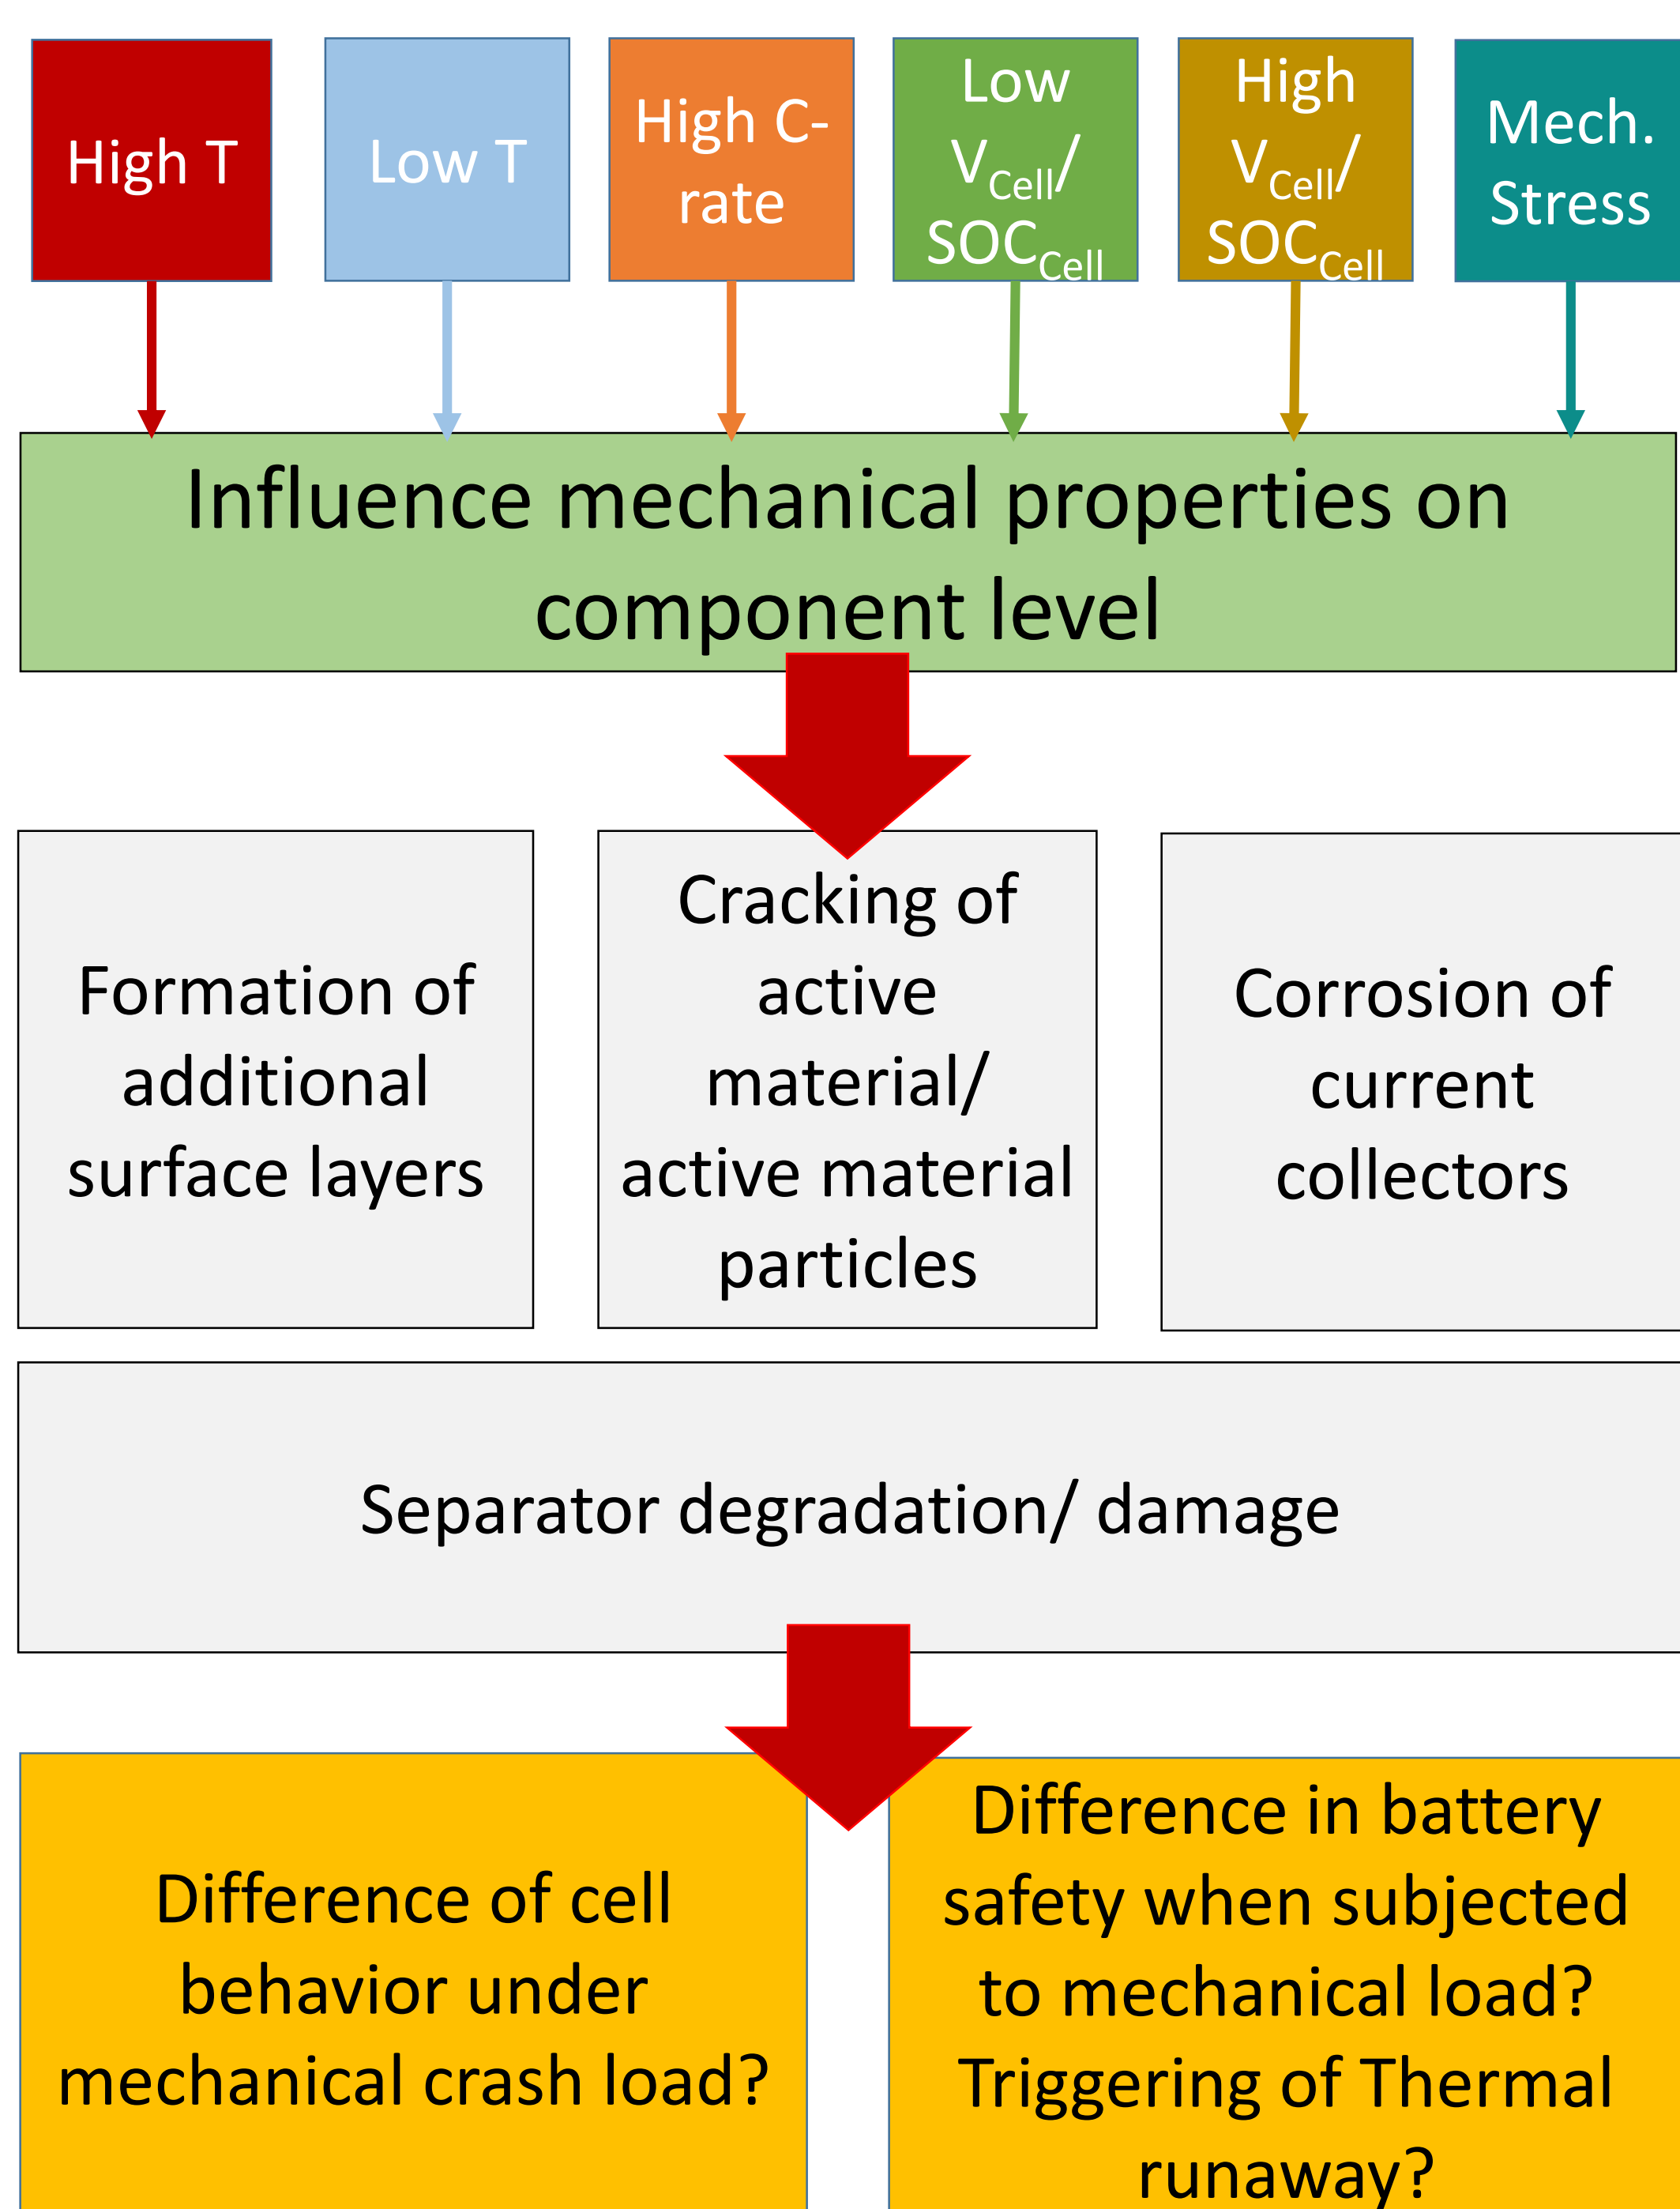 High T
Low T
High C-
rate
Low
VCell/
SOCCell
High
VCell/
SOCCell
Mech.
Stress
Influence mechanical properties on
component level
Formation of
additional
surface layers
Cracking of
active
material/
active material
particles
Corrosion of
current
collectors
Separator degradation/ damage
Difference of cell
behavior under
mechanical crash load?
Difference in battery
safety when subjected
to mechanical load?
Triggering of Thermal
runaway?